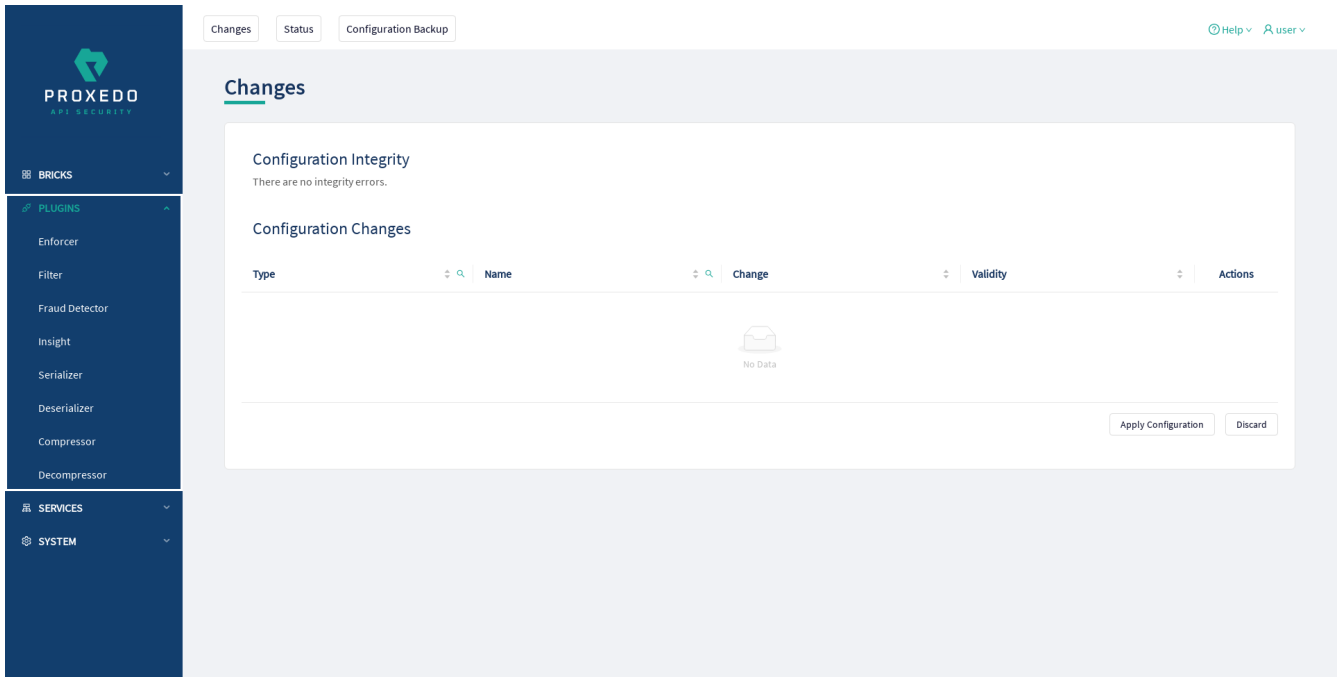 Changes Status Configuration Backup Help user
PROXEDO
API SECURITY
BRICKS
PLUGINS
Enforcer
Filter
Fraud Detector
Insight
Serializer
Deserializer
Compressor
Decompressor
SERVICES
SYSTEM
Changes
Configuration Integrity
There are no integrity errors.
Configuration Changes
Type Name Change Validity Actions
No Data
Apply Configuration Discard